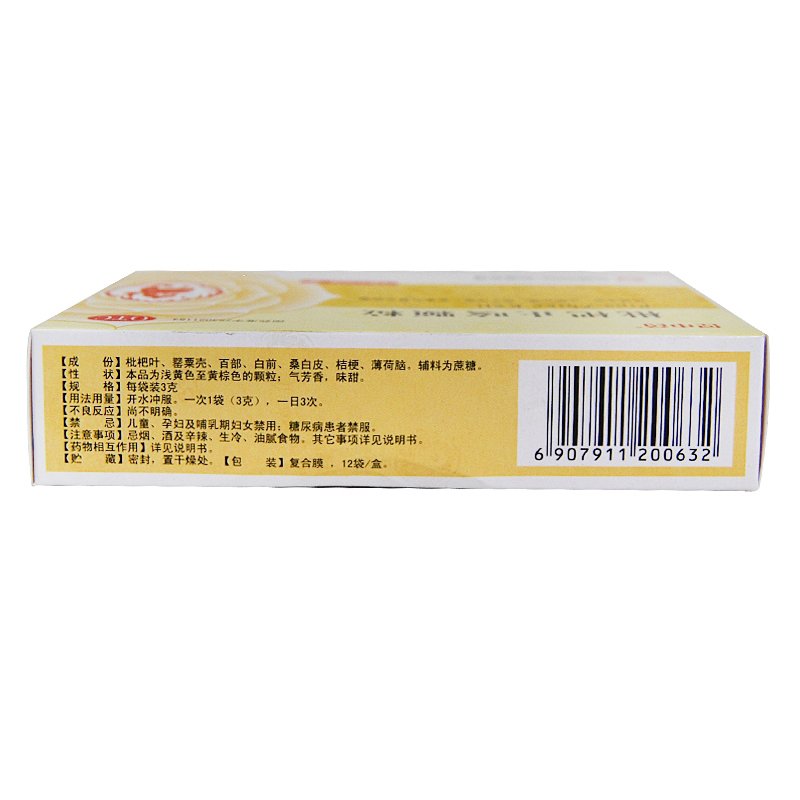 【成　份】枇杷叶、罂粟壳、百部、白前、桑白皮、桔梗、薄荷脑。辅料为蔗糖。
【性　状】本品为浅黄色至黄棕色的颗粒；气芳香，味甜。
【规　格】每袋装3克
【用法用量】开水冲服。一次1袋（3克），一日3次。
【不良反应】尚不明确。
【禁　忌】儿童、孕妇及哺乳期妇女禁用；糖尿病患者禁服。
【注意事项】忌烟、酒及辛辣、生冷、油腻食物。其它事项详见说明书。
【药物相互作用】详见说明书。
【贮　藏】密封，置干燥处。【包　装】复合膜，12袋/盒。
6 907911 200632
枇杷止咳颗粒
OTC